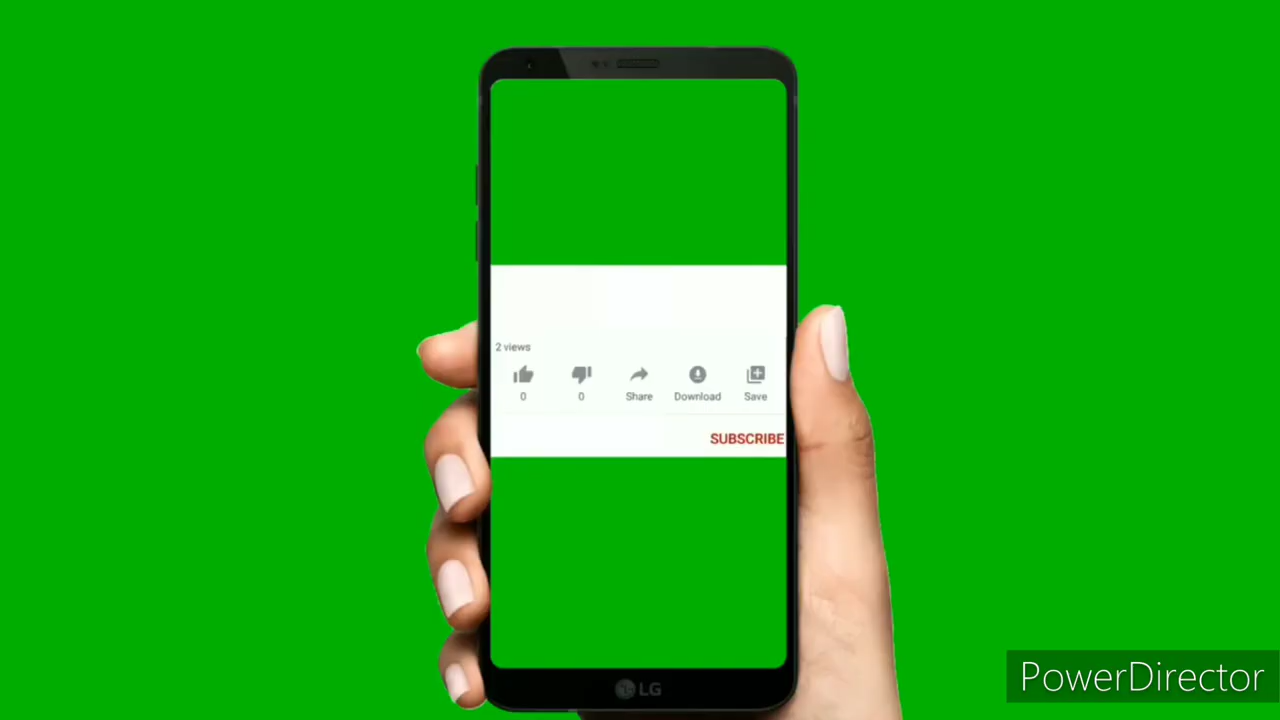 2 views
0 0 Share Download Save
SUBSCRIBE
LG
PowerDirector